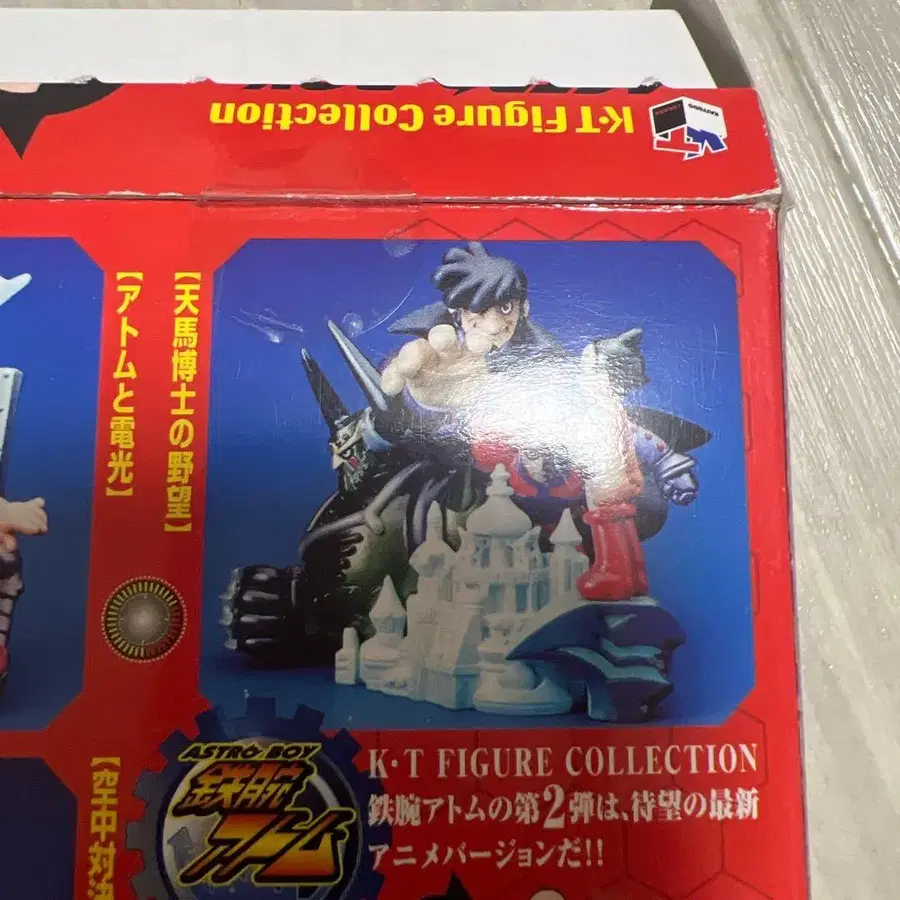 K·T Figure Collection
【天馬博士の野望】
【アトムと電光】
【空中対決
ASTRO BOY
鉄腕
アトム
K·T FIGURE COLLECTION
鉄腕アトムの第2弾は、待望の最新
アニメバージョンだ!!